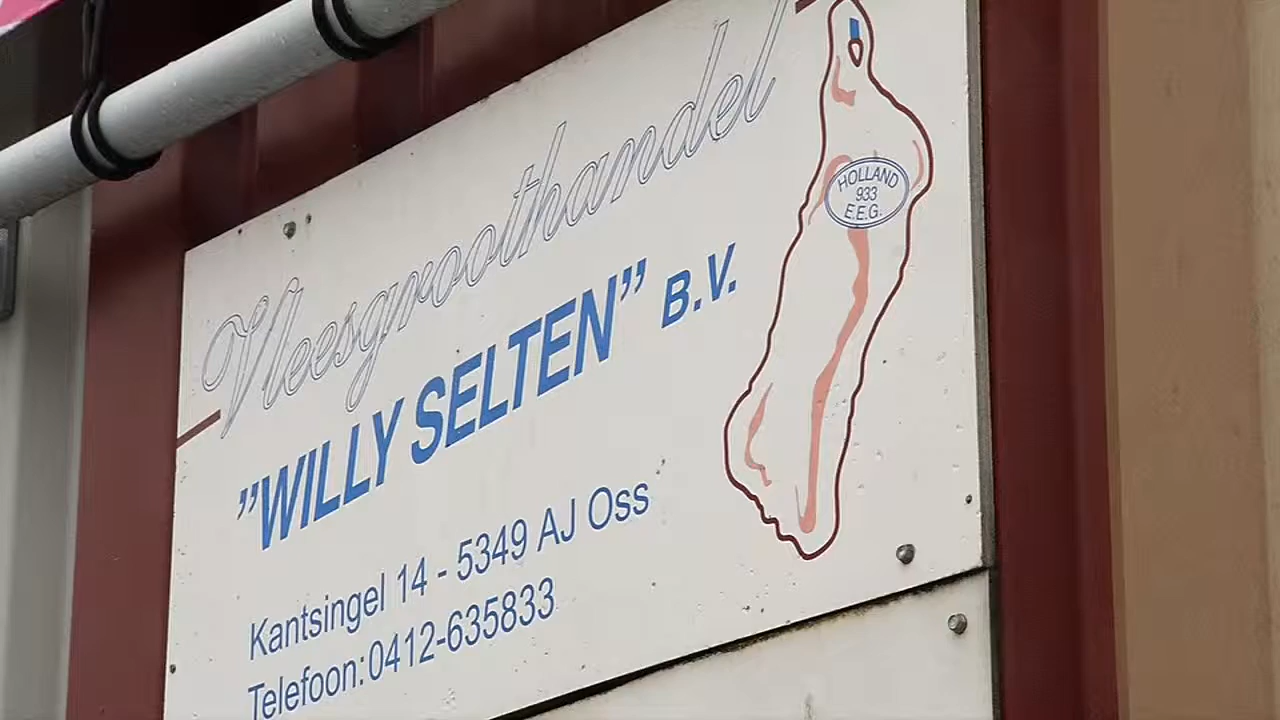 Vleesgroothandel
"WILLY SELTEN" B.V.
Kantsingel 14 - 5349 AJ Oss
Telefoon: 0412-635833
HOLLAND
933
E.E.G.